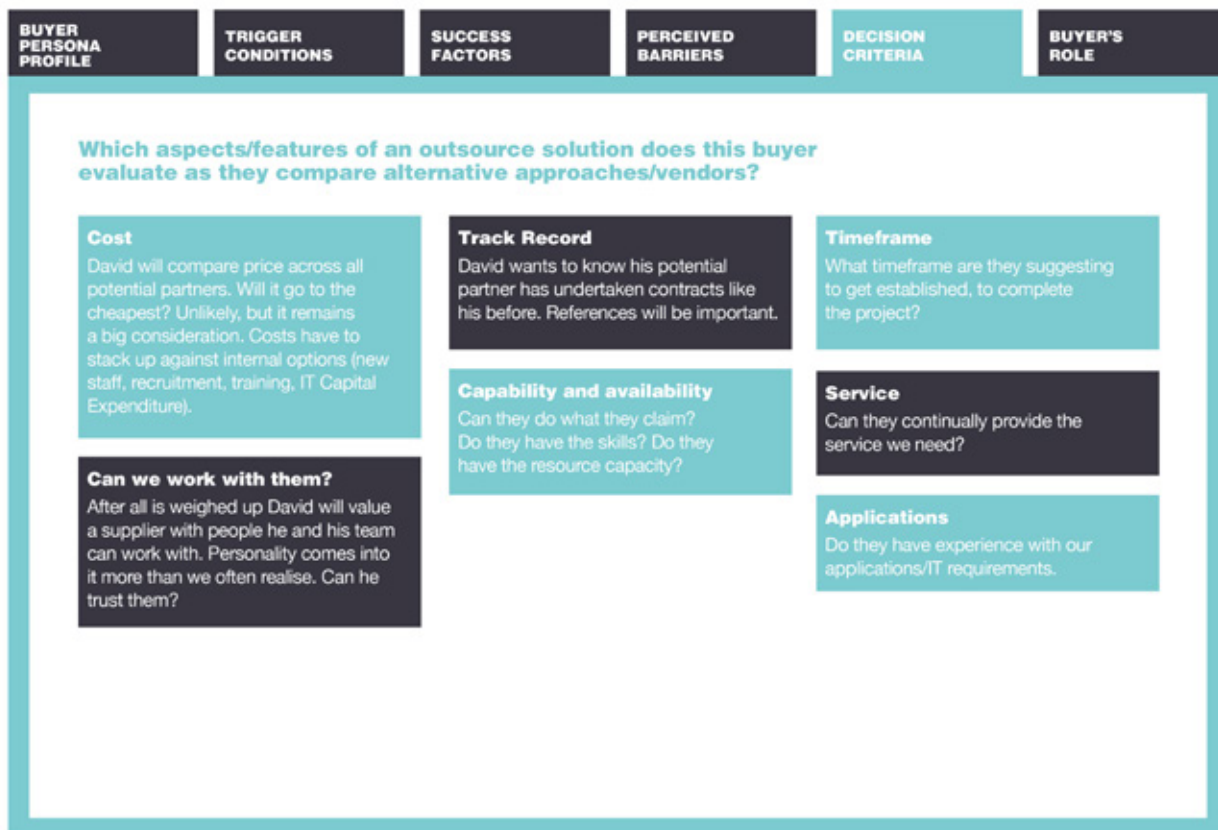 BUYER
PERSONA
PROFILE
TRIGGER
CONDITIONS
SUCCESS
FACTORS
PERCEIVED
BARRIERS
DECISION
CRITERIA
BUYER'S
ROLE
Which aspects/features of an outsource solution does this buyer
evaluate as they compare alternative approaches/vendors?
Cost
David will compare price across all
potential partners. Will it go to the
cheapest? Unlikely, but it remains
a big consideration. Costs have to
stack up against internal options (new
staff, recruitment, training, IT Capital
Expenditure).
Can we work with them?
After all is weighed up David will value
a supplier with people he and his team
can work with. Personality comes into
it more than we often realise. Can he
trust them?
Track Record
David wants to know his potential
partner has undertaken contracts like
his before. References will be important.
Capability and availability
Can they do what they claim?
Do they have the skills? Do they
have the resource capacity?
Timeframe
What timeframe are they suggesting
to get established, to complete
the project?
Service
Can they continually provide the
service we need?
Applications
Do they have experience with our
applications/IT requirements.